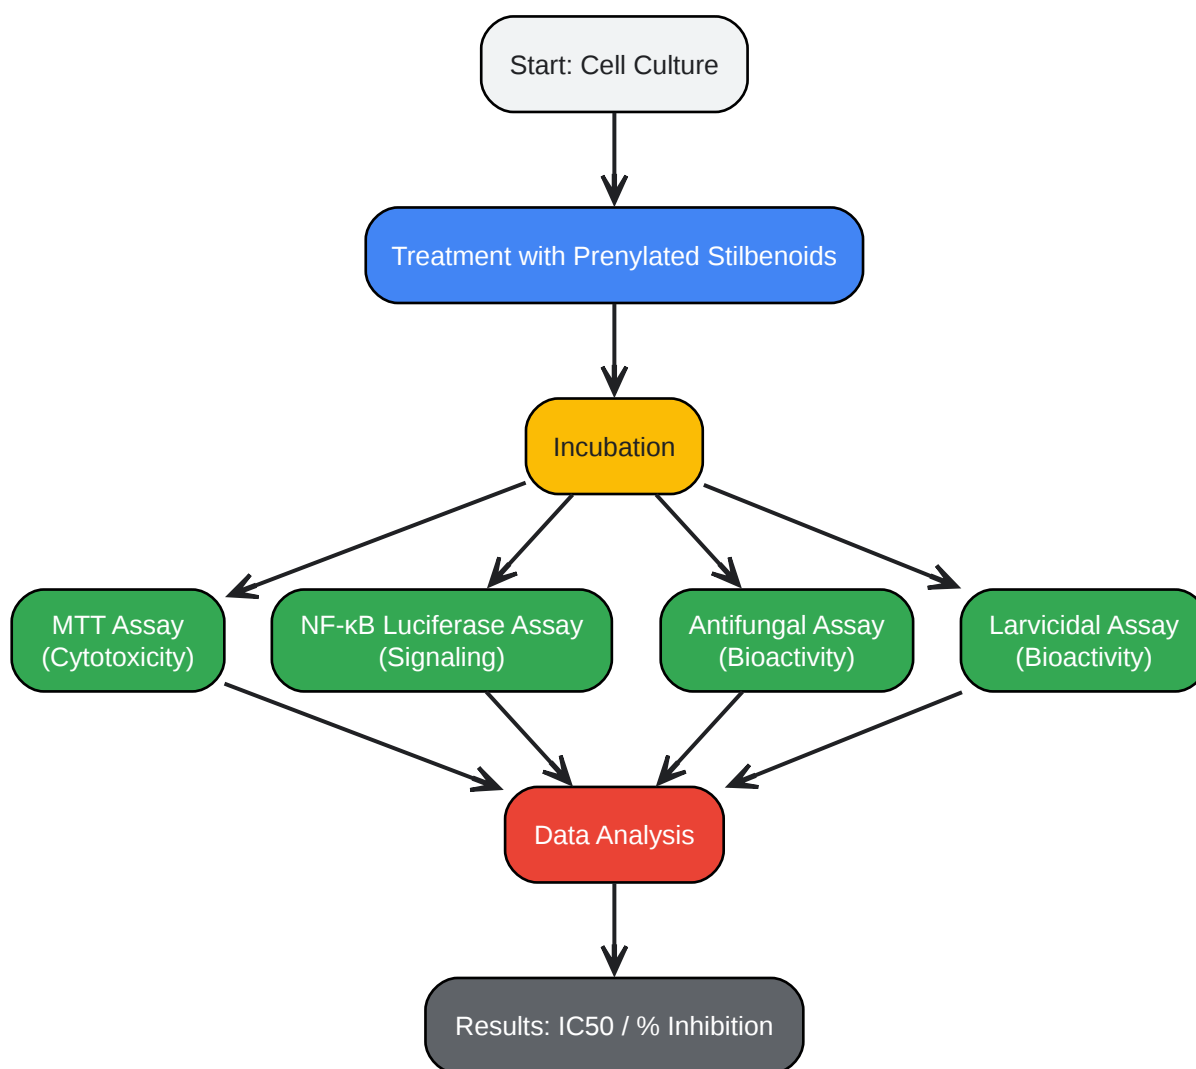 Start: Cell Culture
Treatment with Prenylated Stilbenoids
Incubation
MTT Assay
(Cytotoxicity)
NF-κB Luciferase Assay
(Signaling)
Antifungal Assay
(Bioactivity)
Larvicidal Assay
(Bioactivity)
Data Analysis
Results: IC50 / % Inhibition